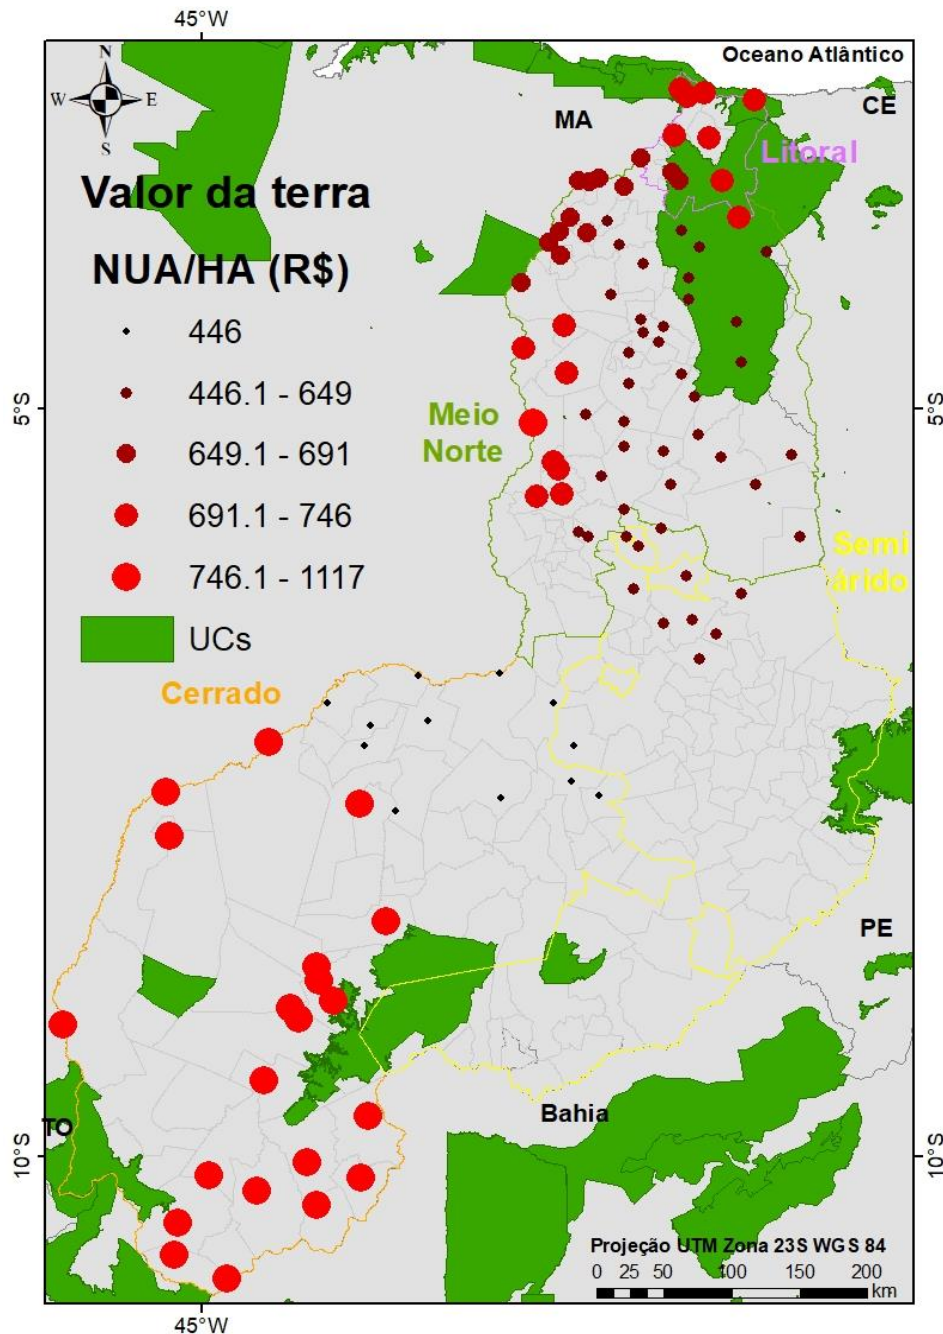 45°W
Oceano Atlântico
N
W E
S
MA
CE
Litoral
Valor da terra
NUA/HA (R$)
446
446.1 - 649
649.1 - 691
691.1 - 746
746.1 - 1117
UCs
5°S
5°S
Meio
Norte
Semi
árido
Cerrado
PE
Bahia
TO
10°S
10°S
Projeção UTM Zona 23S WGS 84
0 25 50 100 150 200
km
45°W